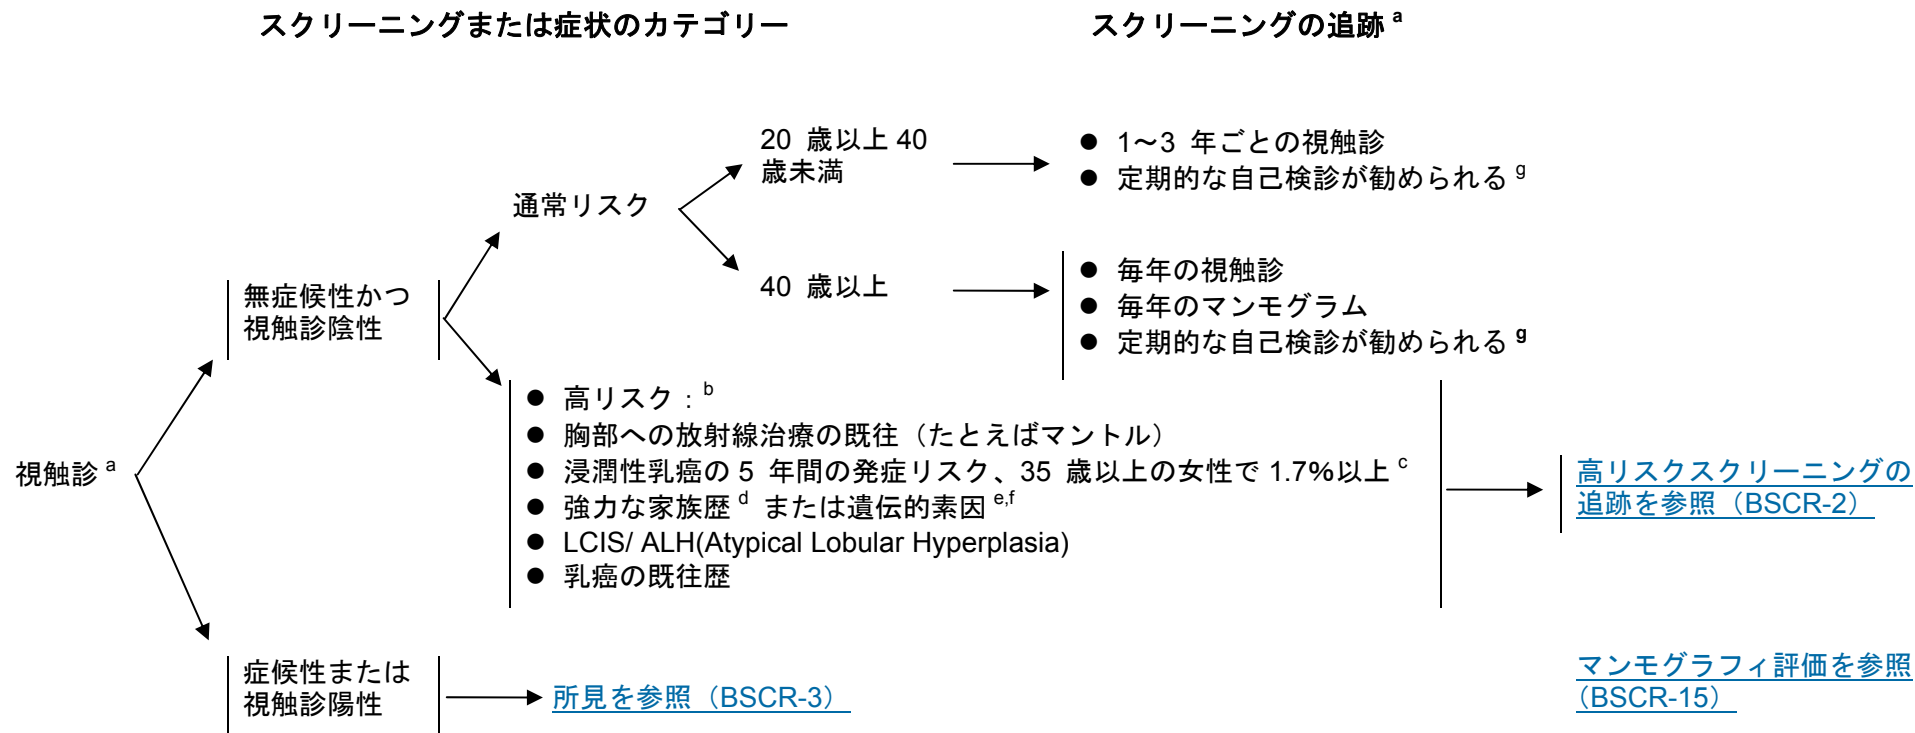 スクリーニングまたは症状のカテゴリー
スクリーニングの追跡 a
20 歳以上 40
歳未満
● 1～3 年ごとの視触診
● 定期的な自己検診が勧められる g
通常リスク
40 歳以上
● 毎年の視触診
● 毎年のマンモグラム
● 定期的な自己検診が勧められる g
無症候性かつ
視触診陰性
● 高リスク：b
● 胸部への放射線治療の既往（たとえばマントル）
● 浸潤性乳癌の 5 年間の発症リスク、35 歳以上の女性で 1.7%以上 c
● 強力な家族歴 d または遺伝的素因 e,f
● LCIS/ ALH(Atypical Lobular Hyperplasia)
● 乳癌の既往歴
高リスクスクリーニングの
追跡を参照（BSCR-2）
視触診 a
症候性または
視触診陽性
所見を参照（BSCR-3）
マンモグラフィ評価を参照
（BSCR-15）